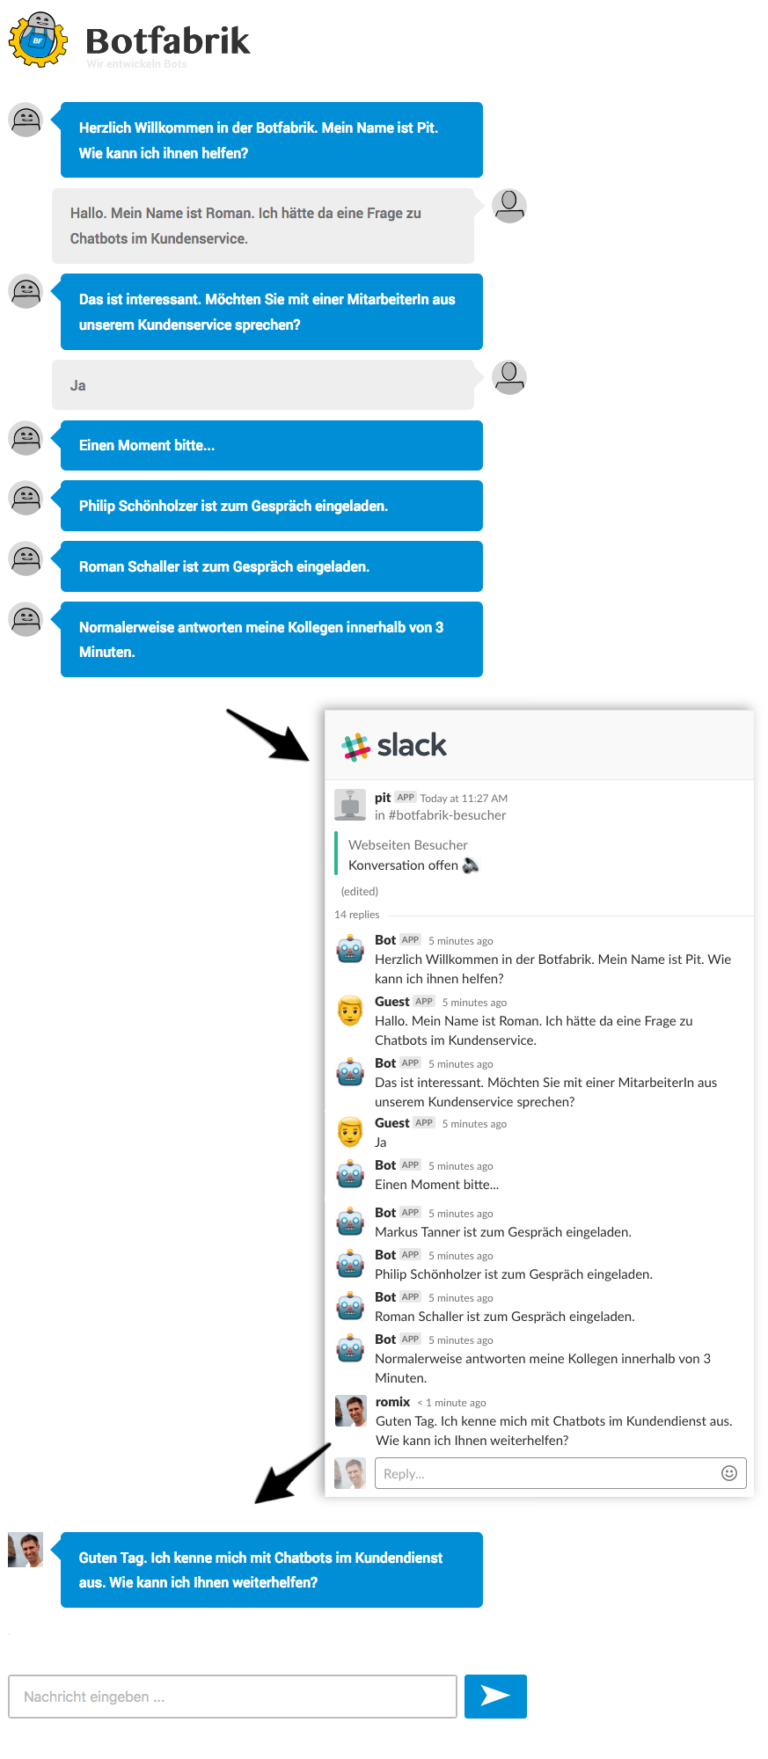 BF
Botfabrik
Wir entwickeln Bots
Herzlich Willkommen in der Botfabrik. Mein Name ist Pit.
Wie kann ich ihnen helfen?
Hallo. Mein Name ist Roman. Ich hätte da eine Frage zu
Chatbots im Kundenservice.
Das ist interessant. Möchten Sie mit einer MitarbeiterIn aus
unserem Kundenservice sprechen?
Ja
Einen Moment bitte...
Philip Schönholzer ist zum Gespräch eingeladen.
Roman Schaller ist zum Gespräch eingeladen.
Normalerweise antworten meine Kollegen innerhalb von 3
Minuten.
slack
pit APP Today at 11:27 AM
in #botfabrik-besucher
Webseiten Besucher
Konversation offen
(edited)
14 replies
Bot APP 5 minutes ago
Herzlich Willkommen in der Botfabrik. Mein Name ist Pit. Wie
kann ich ihnen helfen?
Guest APP 5 minutes ago
Hallo. Mein Name ist Roman. Ich hätte da eine Frage zu
Chatbots im Kundenservice.
Bot APP 5 minutes ago
Das ist interessant. Möchten Sie mit einer MitarbeiterIn aus
unserem Kundenservice sprechen?
Guest APP 5 minutes ago
Ja
Bot APP 5 minutes ago
Einen Moment bitte...
Bot APP 5 minutes ago
Markus Tanner ist zum Gespräch eingeladen.
Bot APP 5 minutes ago
Philip Schönholzer ist zum Gespräch eingeladen.
Bot APP 5 minutes ago
Roman Schaller ist zum Gespräch eingeladen.
Bot APP 5 minutes ago
Normalerweise antworten meine Kollegen innerhalb von 3
Minuten.
romix < 1 minute ago
Guten Tag. Ich kenne mich mit Chatbots im Kundendienst aus.
Wie kann ich Ihnen weiterhelfen?
Reply...
Guten Tag. Ich kenne mich mit Chatbots im Kundendienst
aus. Wie kann ich Ihnen weiterhelfen?
Nachricht eingeben ...